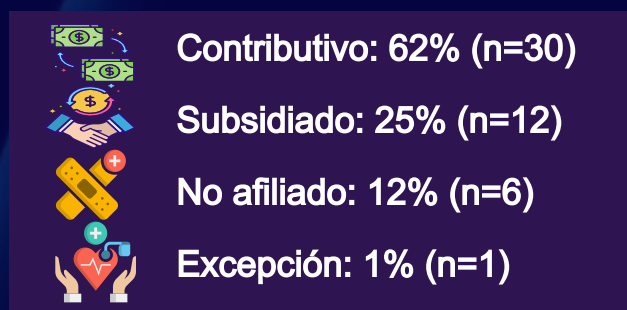 Contributivo: 62% (n=30)
Subsidiado: 25% (n=12)
No afiliado: 12% (n=6)
Excepción: 1% (n=1)